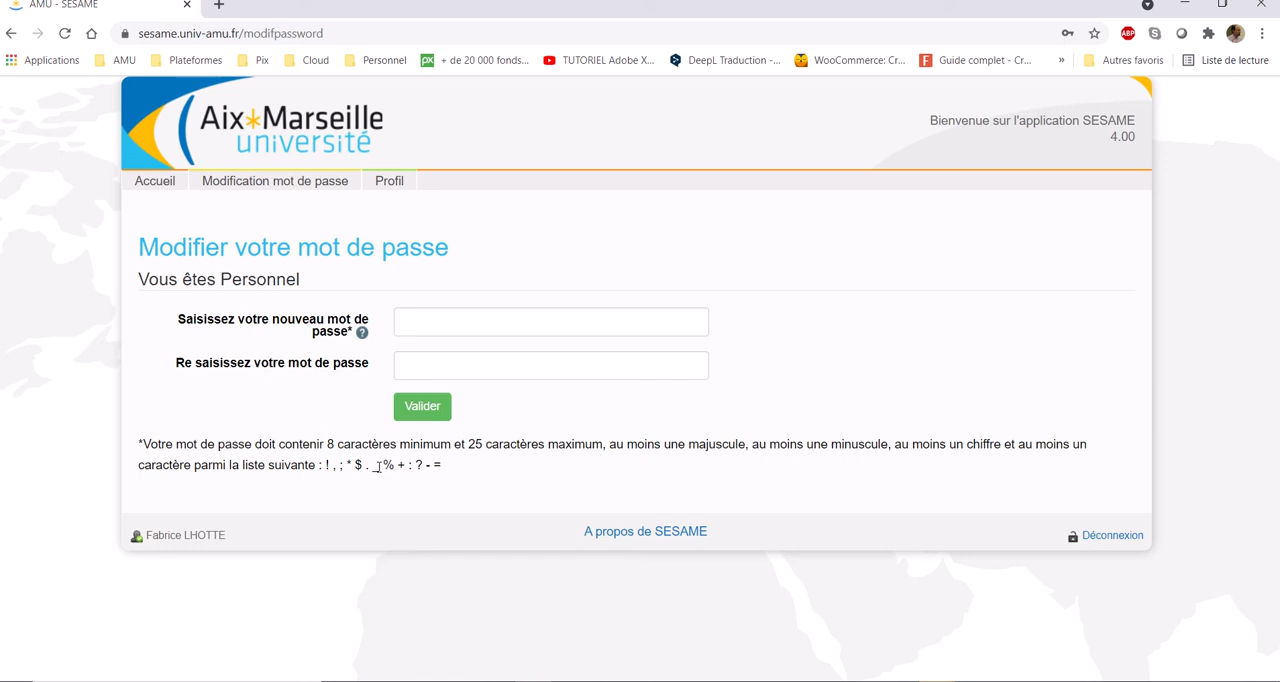 AMU - SESAME
sesame.univ-amu.fr/modifpassword
ABP
Applications AMU Plateformes Pix Cloud Personnel px + de 20 000 fonds... TUTORIEL Adobe X... DeepL Traduction -... WooCommerce: Cr... F Guide complet - Cr... » Autres favoris Liste de lecture
Aix*Marseille
université
Bienvenue sur l'application SESAME
4.00
Accueil Modification mot de passe Profil
Modifier votre mot de passe
Vous êtes Personnel
Saisissez votre nouveau mot de
passe* ?
Re saisissez votre mot de passe
Valider
*Votre mot de passe doit contenir 8 caractères minimum et 25 caractères maximum, au moins une majuscule, au moins une minuscule, au moins un chiffre et au moins un
caractère parmi la liste suivante : ! , ; * $ . _ % + : ? - =
Fabrice LHOTTE A propos de SESAME Déconnexion